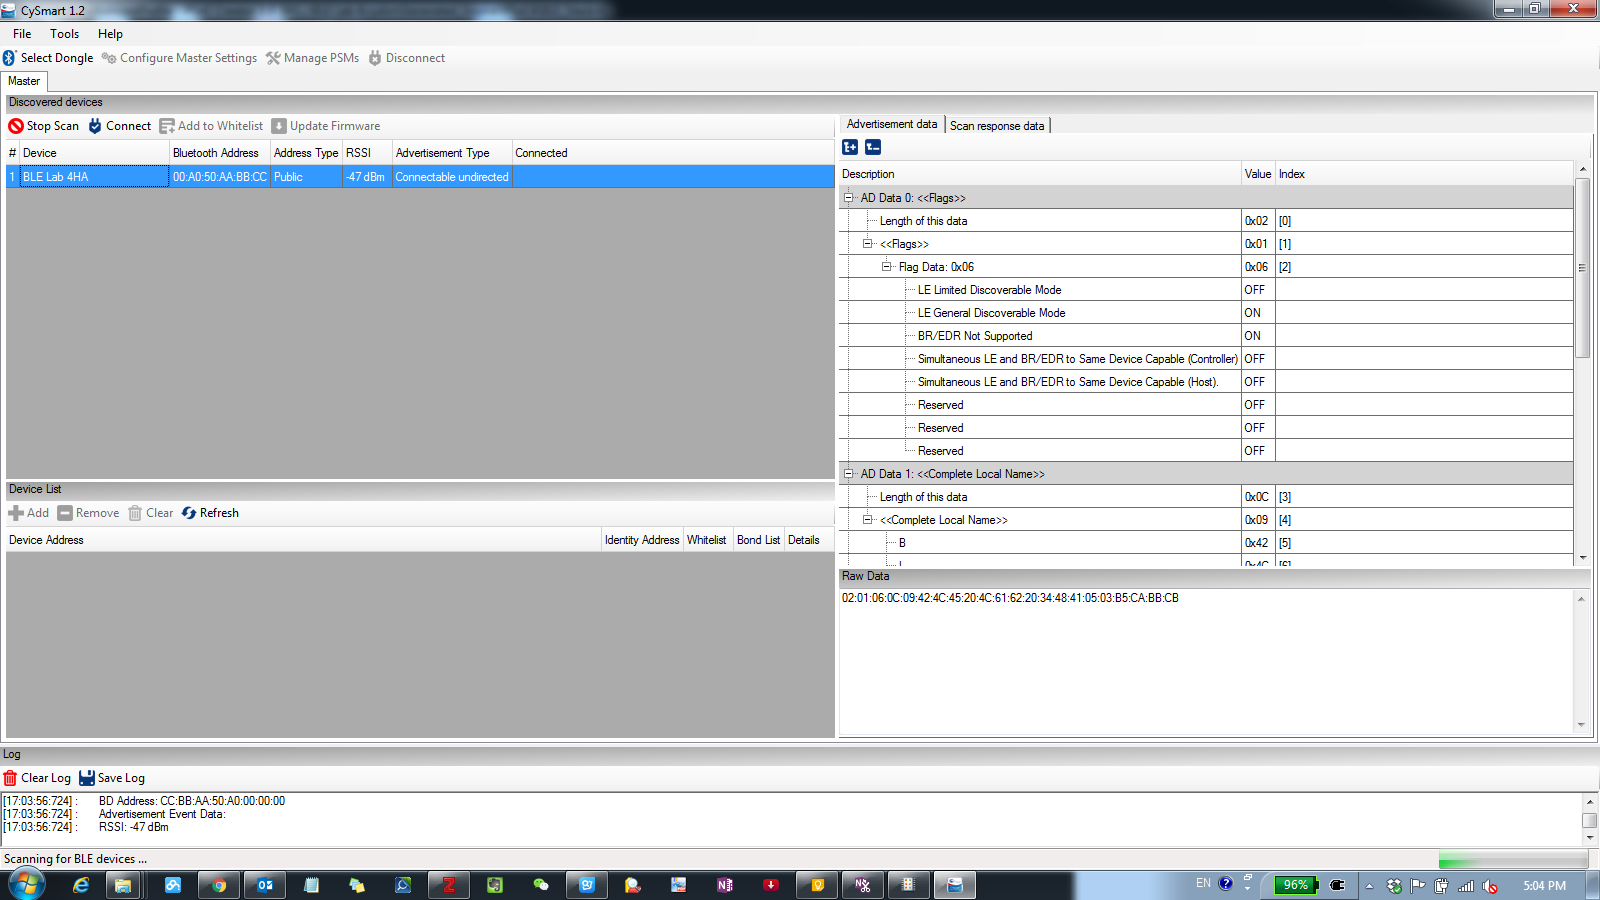 CySmart 1.2
File Tools Help
Select Dongle Configure Master Settings Manage PSMs Disconnect
Master
Discovered devices
Stop Scan Connect Add to Whitelist Update Firmware
# Device Bluetooth Address Address Type RSSI Advertisement Type Connected
1 BLE Lab 4HA 00:A0:50:AA:BB:CC Public -47 dBm Connectable undirected
Device List
Add Remove Clear Refresh
Device Address Identity Address Whitelist Bond List Details
Advertisement data Scan response data
Description Value Index
AD Data 0: <<Flags>>
Length of this data 0x02 [0]
<<Flags>> 0x01 [1]
Flag Data: 0x06 0x06 [2]
LE Limited Discoverable Mode OFF
LE General Discoverable Mode ON
BR/EDR Not Supported ON
Simultaneous LE and BR/EDR to Same Device Capable (Controller) OFF
Simultaneous LE and BR/EDR to Same Device Capable (Host). OFF
Reserved OFF
Reserved OFF
Reserved OFF
AD Data 1: <<Complete Local Name>>
Length of this data 0x0C [3]
<<Complete Local Name>> 0x09 [4]
B 0x42 [5]
L 0x4C [6]
Raw Data
02:01:06:0C:09:42:4C:45:20:4C:61:62:20:34:48:41:05:03:B5:CA:BB:CB
Log
Clear Log Save Log
[17:03:56:724] : BD Address: CC:BB:AA:50:A0:00:00:00
[17:03:56:724] : Advertisement Event Data:
[17:03:56:724] : RSSI: -47 dBm
Scanning for BLE devices ...
EN 96% 5:04 PM